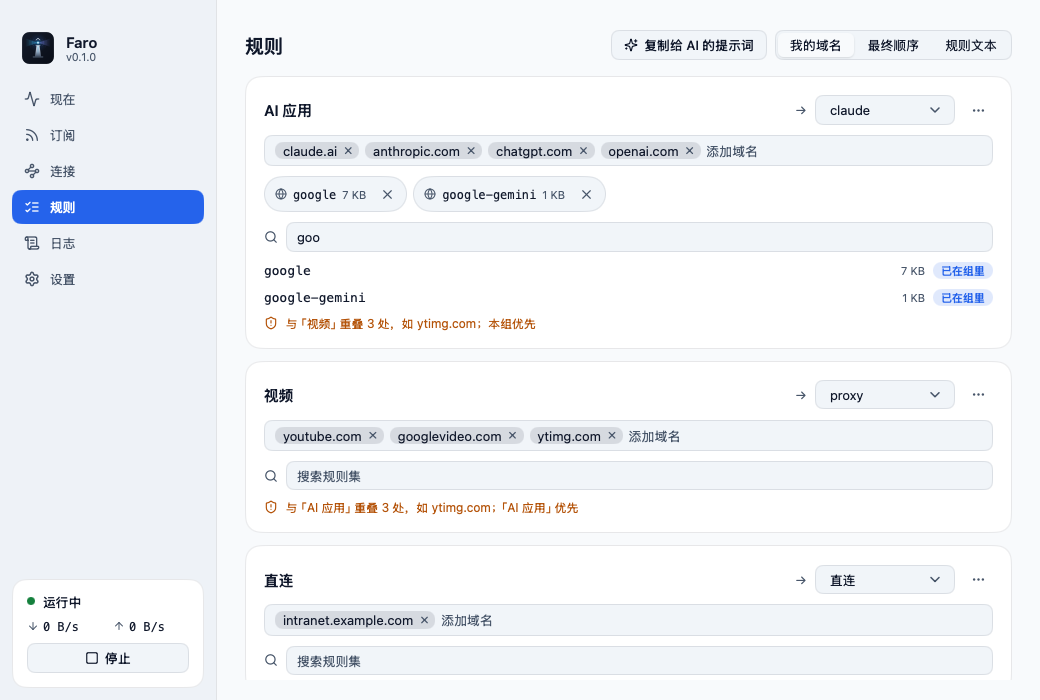 Faro
v0.1.0
现在
订阅
连接
规则
日志
设置
运行中
↓ 0 B/s ↑ 0 B/s
停止
规则
复制给 AI 的提示词
我的域名 最终顺序 规则文本
AI 应用 → claude ···
claude.ai × anthropic.com × chatgpt.com × openai.com × 添加域名
google 7 KB × google-gemini 1 KB ×
goo
google 7 KB 已在组里
google-gemini 1 KB 已在组里
与「视频」重叠 3 处，如 ytimg.com；本组优先
视频 → proxy ···
youtube.com × googlevideo.com × ytimg.com × 添加域名
搜索规则集
与「AI 应用」重叠 3 处，如 ytimg.com；「AI 应用」优先
直连 → 直连 ···
intranet.example.com × 添加域名
搜索规则集